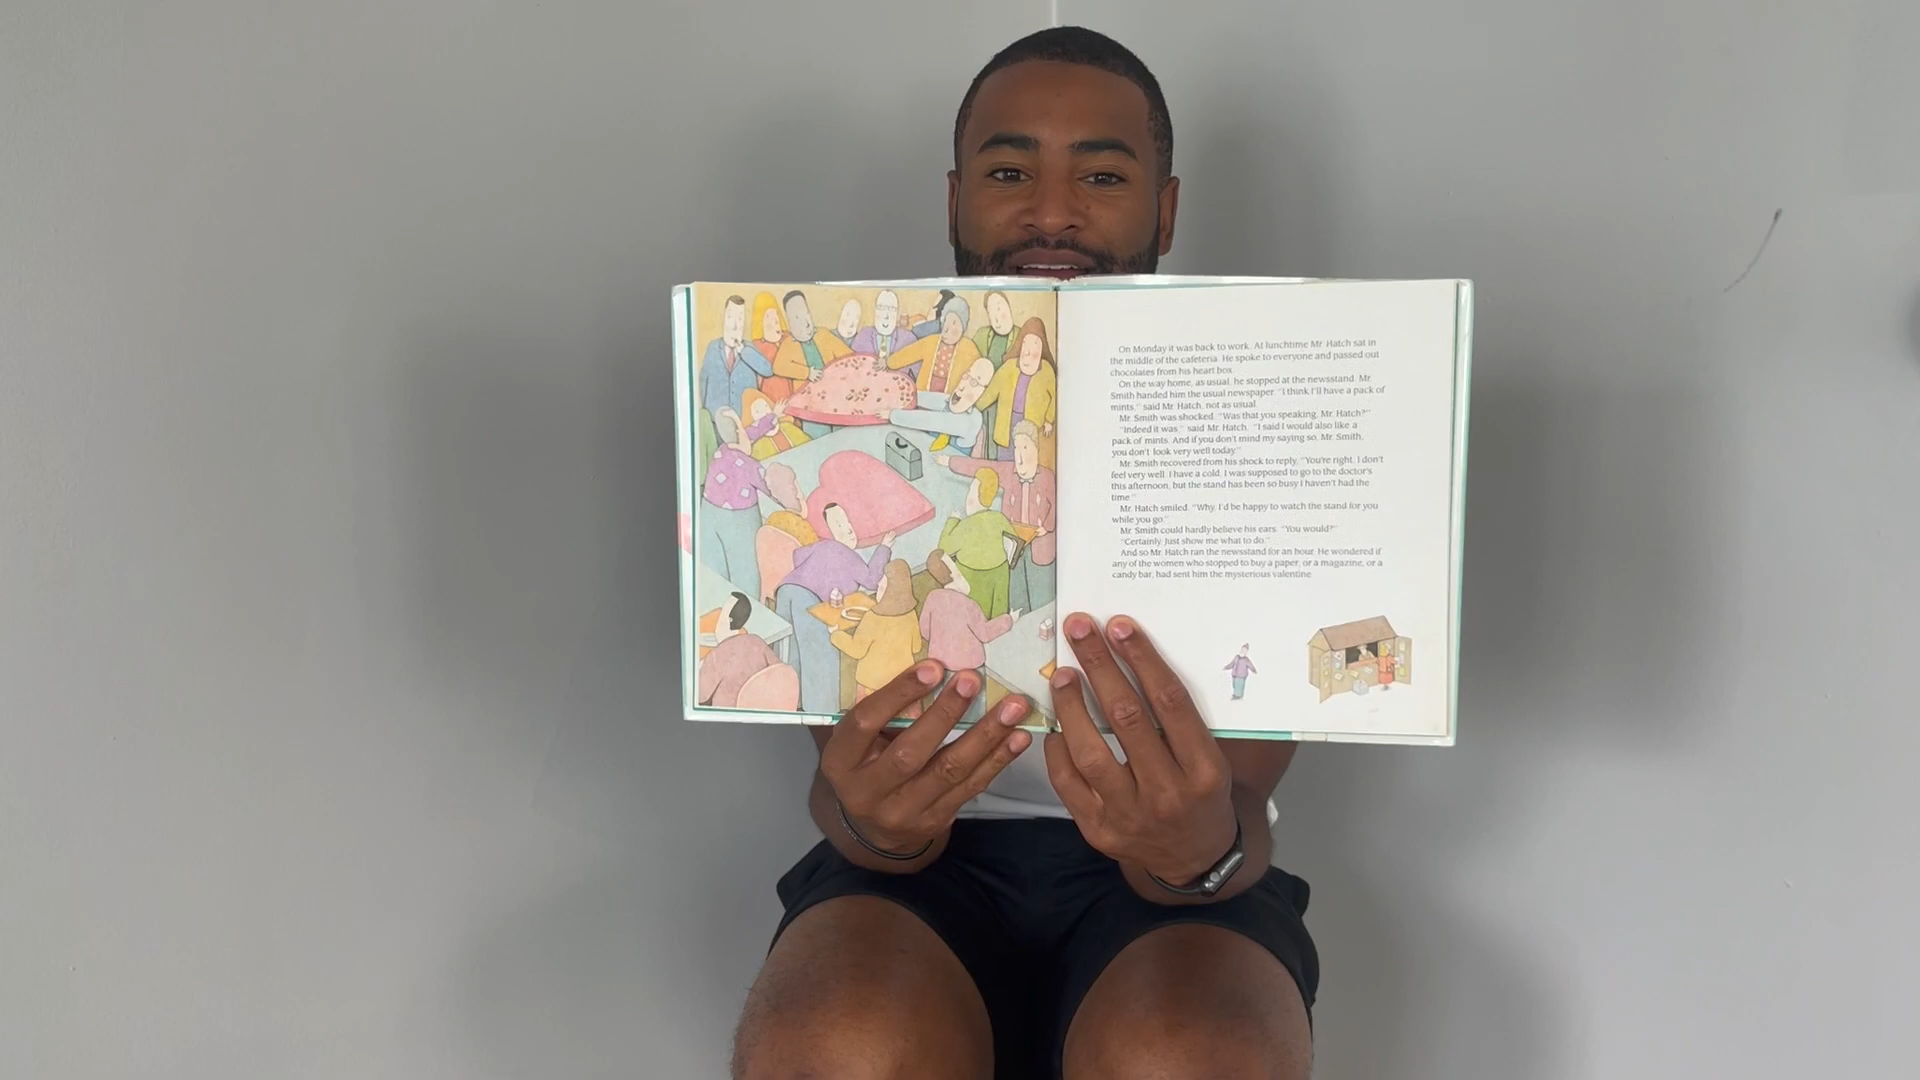 On Monday it was back to work. At lunchtime Mr. Hatch sat in
the middle of the cafeteria. He spoke to everyone and passed out
chocolates from his heart box.
On the way home, as usual, he stopped at the newsstand. Mr.
Smith handed him the usual newspaper. "I think I'll have a pack of
mints," said Mr. Hatch, not as usual.
Mr. Smith was shocked. "Was that you speaking, Mr. Hatch?"
"Indeed it was," said Mr. Hatch. "I said I would also like a
pack of mints. And if you don't mind my saying so, Mr. Smith,
you don't look very well today."
Mr. Smith recovered from his shock to reply, "You're right. I don't
feel very well. I have a cold. I was supposed to go to the doctor's
this afternoon, but the stand has been so busy I haven't had the
time."
Mr. Hatch smiled. "Why, I'd be happy to watch the stand for you
while you go."
Mr. Smith could hardly believe his ears. "You would?"
"Certainly. Just show me what to do."
And so Mr. Hatch ran the newsstand for an hour. He wondered if
any of the women who stopped to buy a paper, or a magazine, or a
candy bar, had sent him the mysterious valentine.